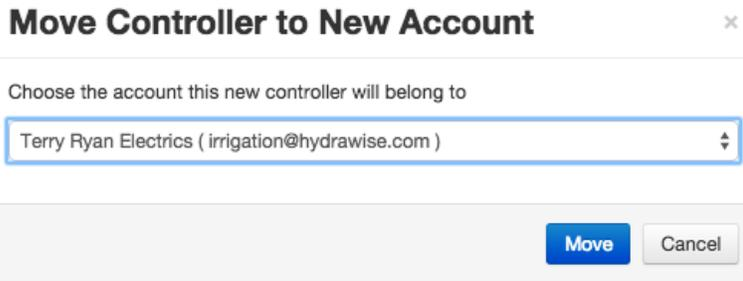 Move Controller to New Account
×
Choose the account this new controller will belong to
Terry Ryan Electrics ( irrigation@hydrawise.com )
Move Cancel